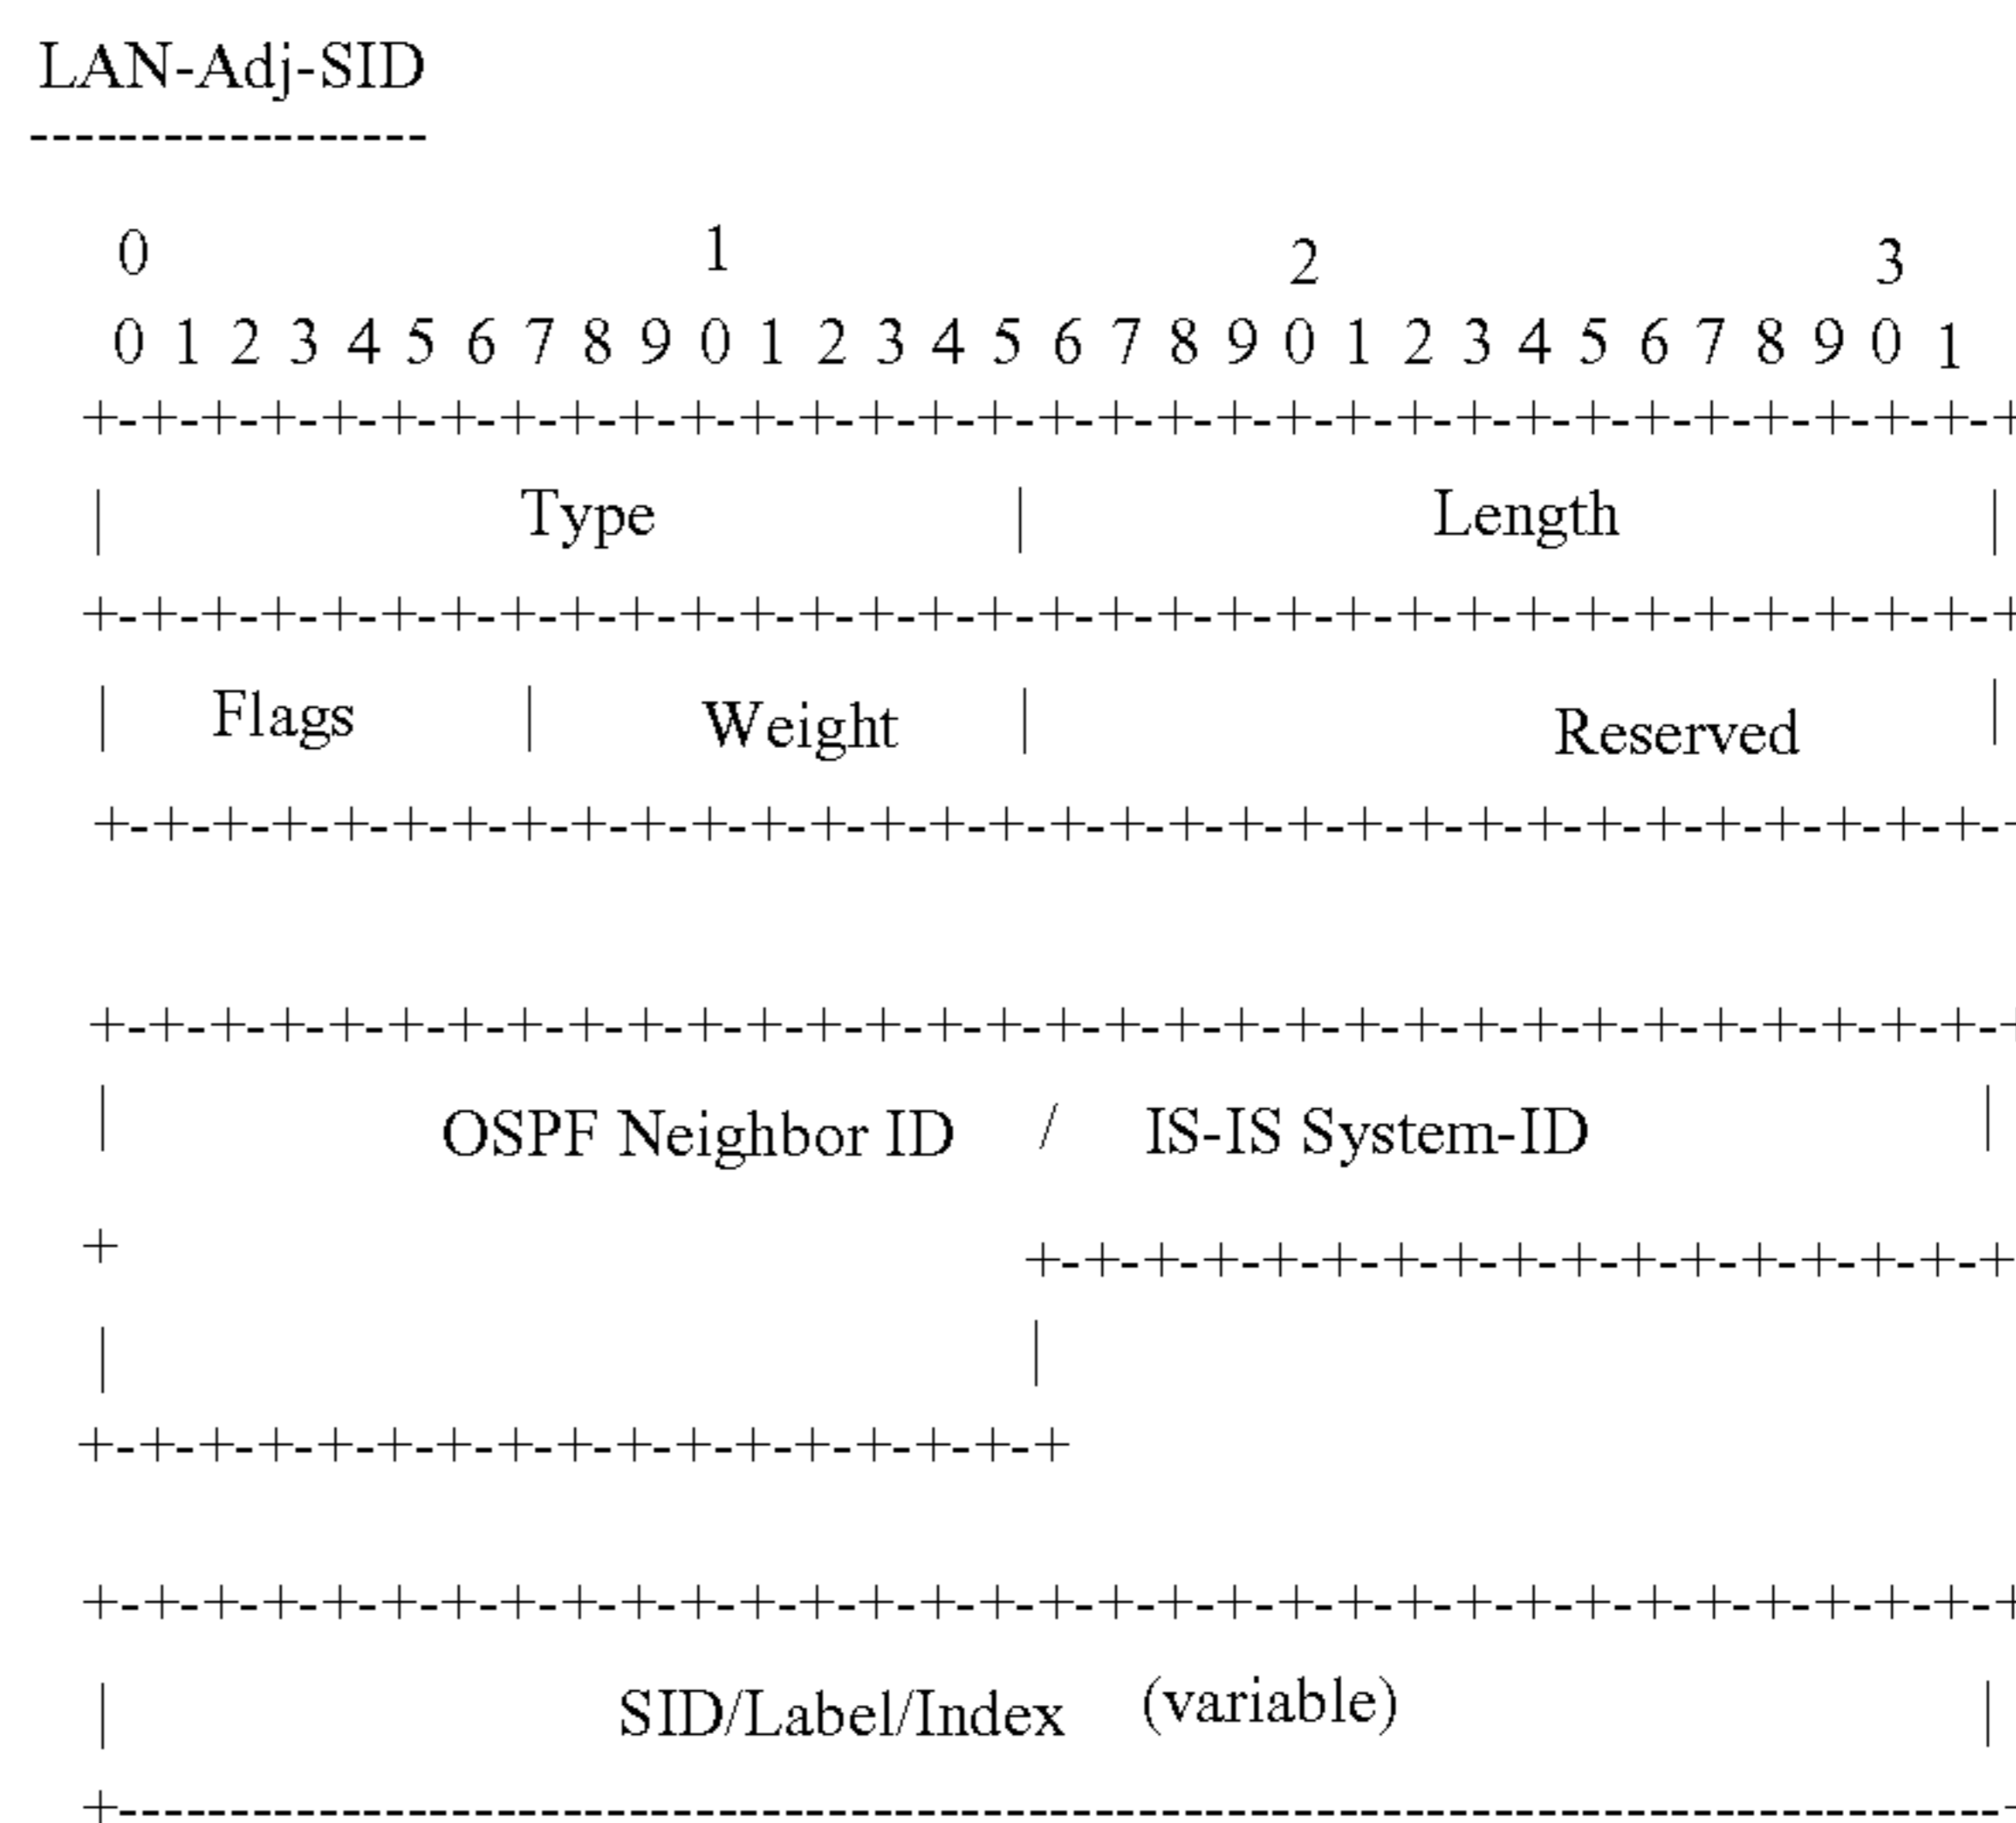 LAN-Adj-SID
------------------
0 1 2 3
0 1 2 3 4 5 6 7 8 9 0 1 2 3 4 5 6 7 8 9 0 1 2 3 4 5 6 7 8 9 0 1
+-+-+-+-+-+-+-+-+-+-+-+-+-+-+-+-+-+-+-+-+-+-+-+-+-+-+-+-+-+-+-+-+
| Type | Length |
+-+-+-+-+-+-+-+-+-+-+-+-+-+-+-+-+-+-+-+-+-+-+-+-+-+-+-+-+-+-+-+-+
| Flags | Weight | Reserved |
+-+-+-+-+-+-+-+-+-+-+-+-+-+-+-+-+-+-+-+-+-+-+-+-+-+-+-+-+-+-+-+-+
+-+-+-+-+-+-+-+-+-+-+-+-+-+-+-+-+-+-+-+-+-+-+-+-+-+-+-+-+-+-+-+-+
| OSPF Neighbor ID / IS-IS System-ID |
+ +-+-+-+-+-+-+-+-+-+-+-+-+-+-+-+-+
| |
+-+-+-+-+-+-+-+-+-+-+-+-+-+-+-+-+
+-+-+-+-+-+-+-+-+-+-+-+-+-+-+-+-+-+-+-+-+-+-+-+-+-+-+-+-+-+-+-+-+
| SID/Label/Index (variable) |
+--------------------------------------------------------------------------------------+